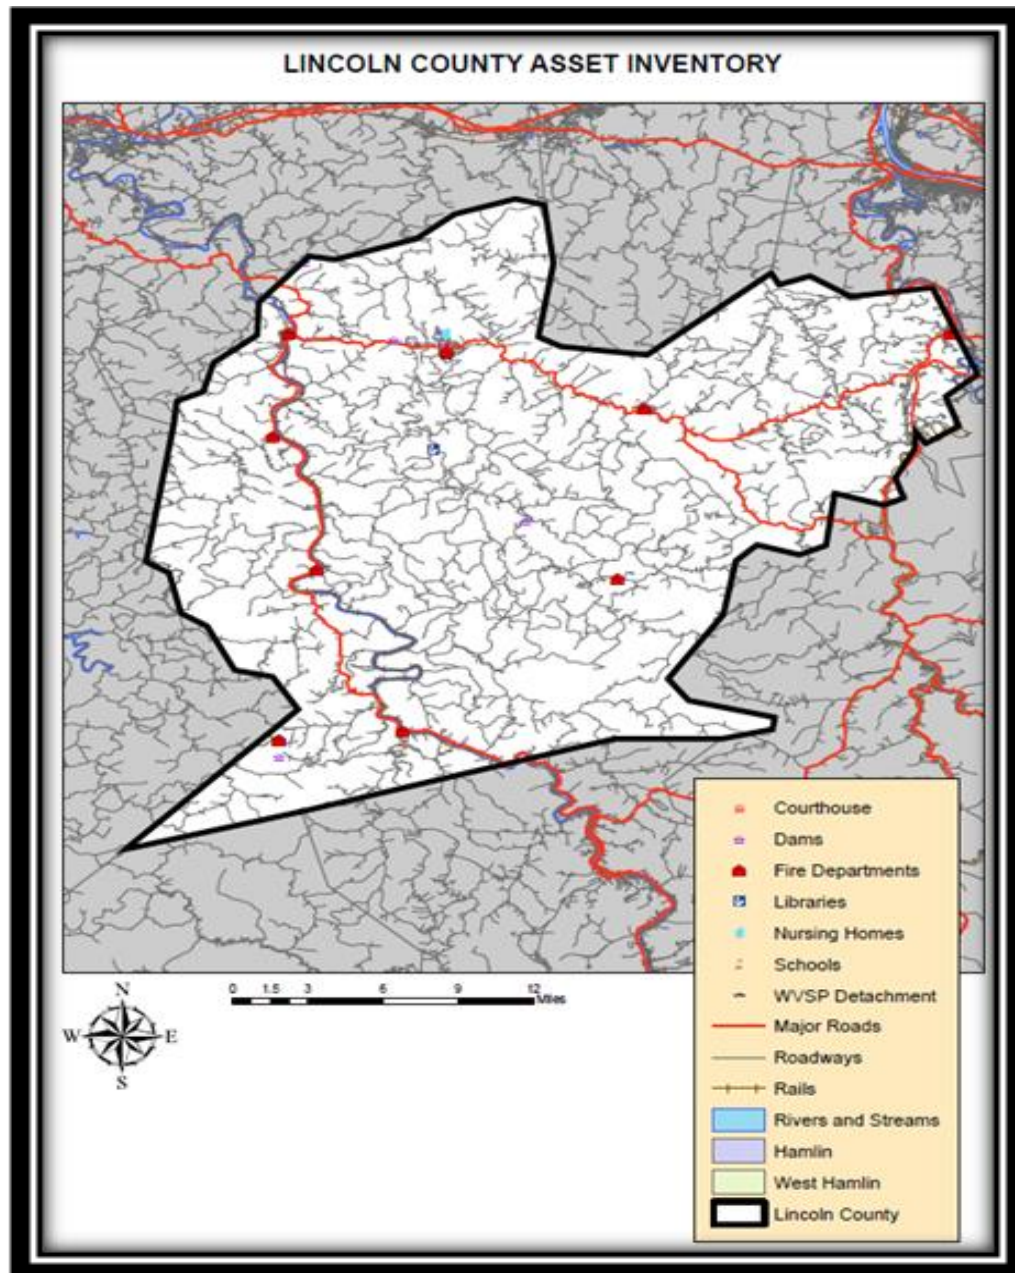 LINCOLN COUNTY ASSET INVENTORY
Courthouse
Dams
Fire Departments
Libraries
Nursing Homes
Schools
WVSP Detachment
Major Roads
Roadways
Rails
Rivers and Streams
Hamlin
West Hamlin
Lincoln County
0 1.5 3 6 9 12
Miles
N
W E
S